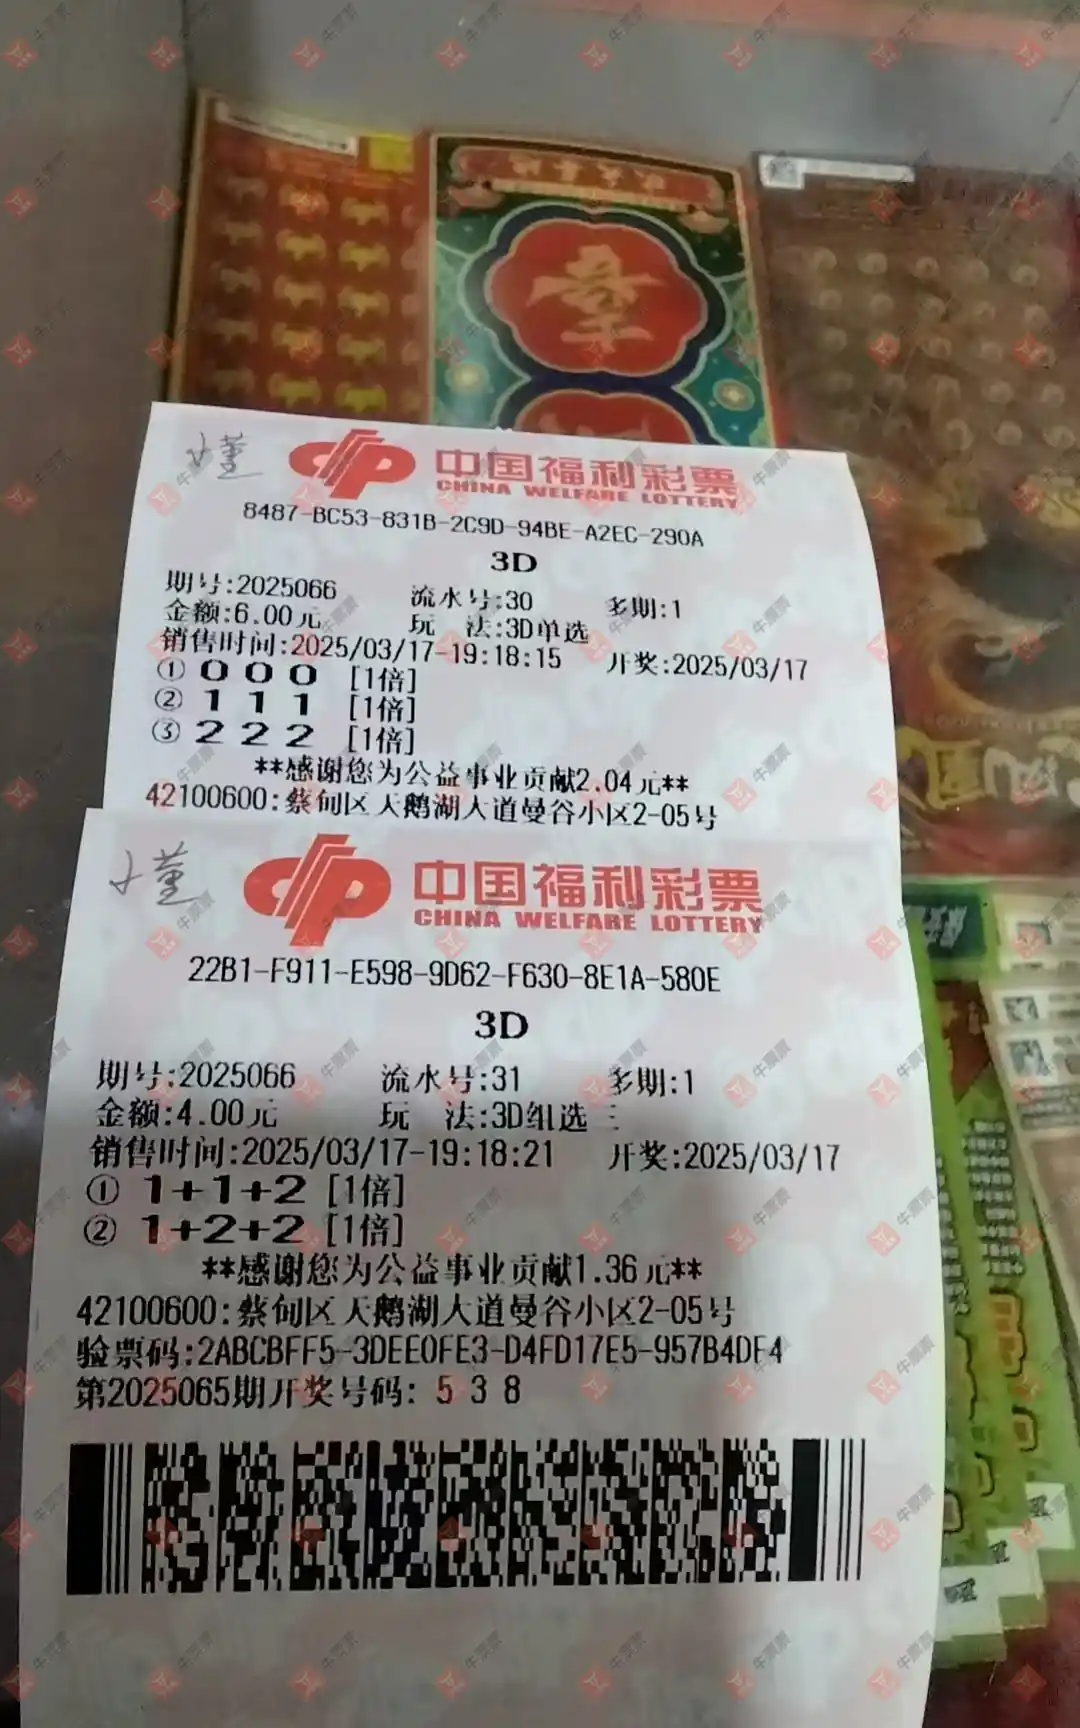 章
中国福利彩票
CHINA WELFARE LOTTERY
8487-BC53-831B-2C9D-94BE-A2EC-290A
3D
期号:2025066 流水号:30 多期:1
金额:6.00元 玩 法:3D单选
销售时间:2025/03/17-19:18:15 开奖:2025/03/17
① 0 0 0 [1倍]
② 1 1 1 [1倍]
③ 2 2 2 [1倍]
**感谢您为公益事业贡献2.04元**
42100600:蔡甸区天鹅湖大道曼谷小区2-05号
中国福利彩票
CHINA WELFARE LOTTERY
22B1-F911-E598-9D62-F630-8E1A-580E
3D
期号:2025066 流水号:31 多期:1
金额:4.00元 玩 法:3D组选三
销售时间:2025/03/17-19:18:21 开奖:2025/03/17
① 1+1+2 [1倍]
② 1+2+2 [1倍]
**感谢您为公益事业贡献1.36元**
42100600:蔡甸区天鹅湖大道曼谷小区2-05号
验票码:2ABCBFF5-3DEE0FE3-D4FD17E5-957B4DF4
第2025065期开奖号码: 5 3 8
牛票票